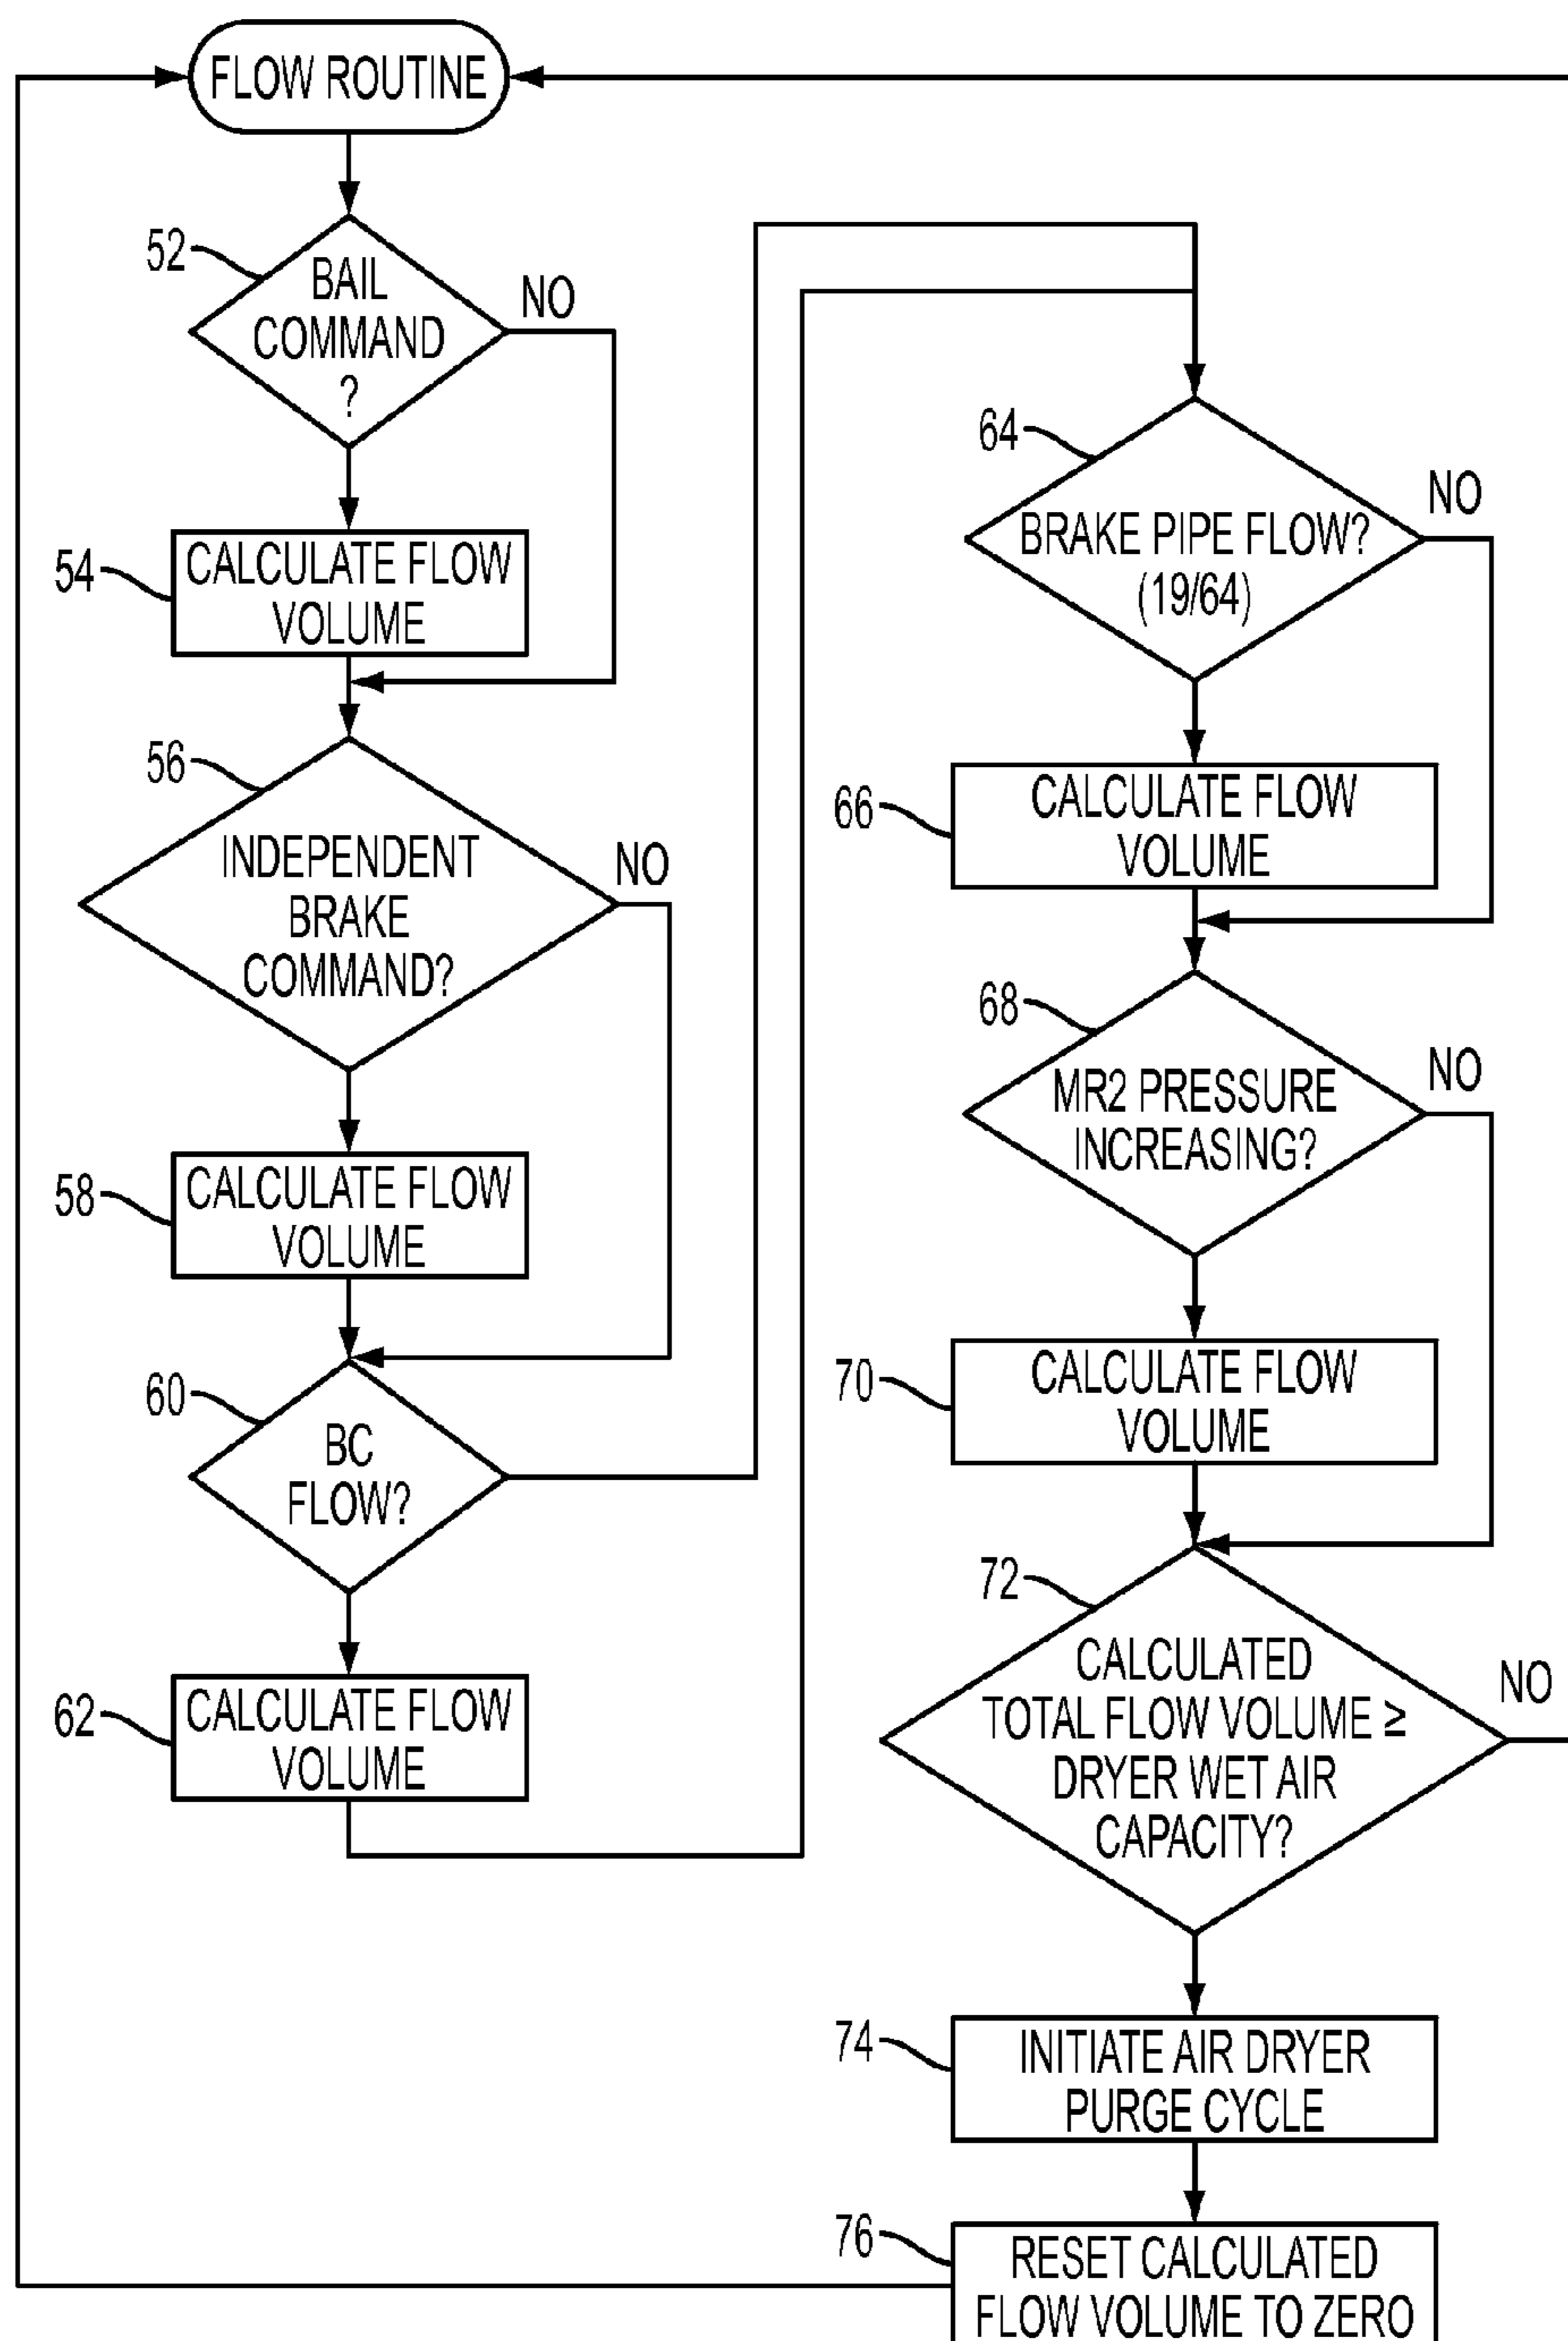 FLOW ROUTINE
52
BAIL
COMMAND
?
NO
54
CALCULATE FLOW
VOLUME
56
INDEPENDENT
BRAKE
COMMAND?
NO
58
CALCULATE FLOW
VOLUME
60
BC
FLOW?
62
CALCULATE FLOW
VOLUME
64
BRAKE PIPE FLOW?
(19/64)
NO
66
CALCULATE FLOW
VOLUME
68
MR2 PRESSURE
INCREASING?
NO
70
CALCULATE FLOW
VOLUME
72
CALCULATED
TOTAL FLOW VOLUME ≥
DRYER WET AIR
CAPACITY?
NO
74
INITIATE AIR DRYER
PURGE CYCLE
76
RESET CALCULATED
FLOW VOLUME TO ZERO